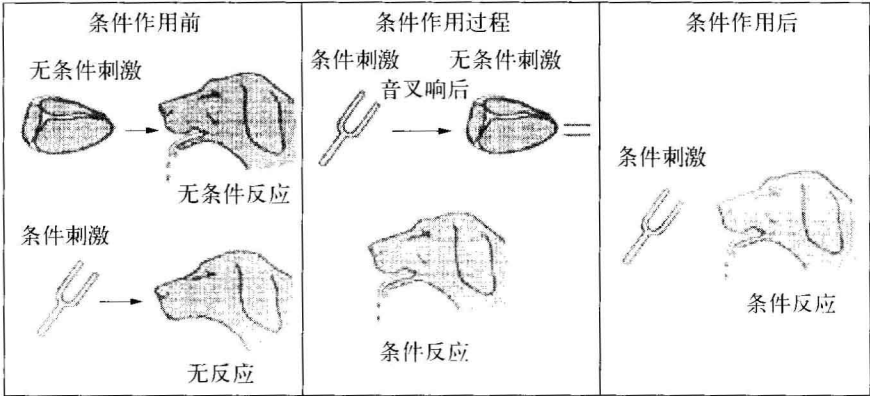 条件作用前
无条件刺激
无条件反应
条件刺激
无反应
条件作用过程
条件刺激 无条件刺激
音叉响后
条件反应
条件作用后
条件刺激
条件反应